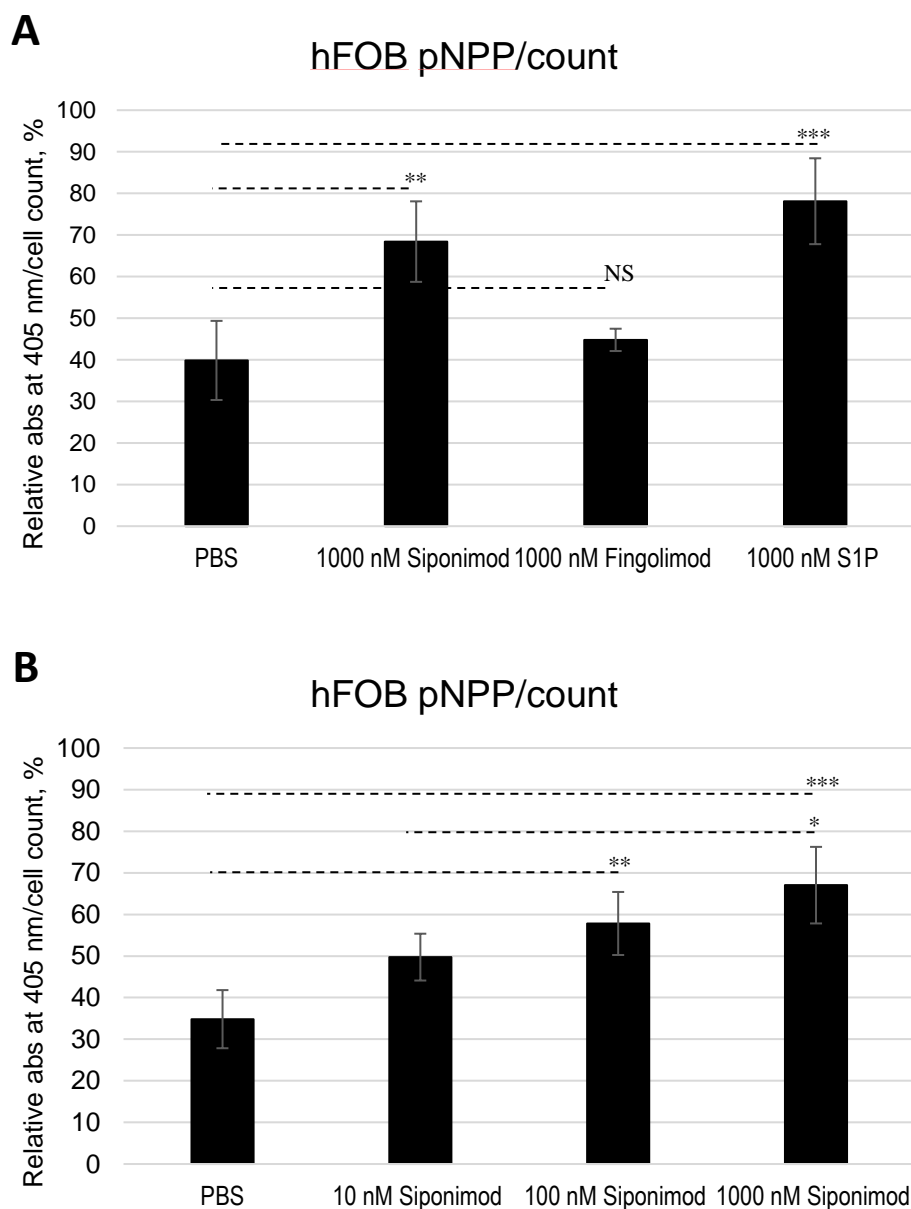 A
hFOB pNPP/count
Relative abs at 405 nm/cell count, %
100
90
80
70
60
50
40
30
20
10
0
***
**
NS
PBS
1000 nM Siponimod
1000 nM Fingolimod
1000 nM S1P
B
hFOB pNPP/count
Relative abs at 405 nm/cell count, %
100
90
80
70
60
50
40
30
20
10
0
***
*
**
PBS
10 nM Siponimod
100 nM Siponimod
1000 nM Siponimod